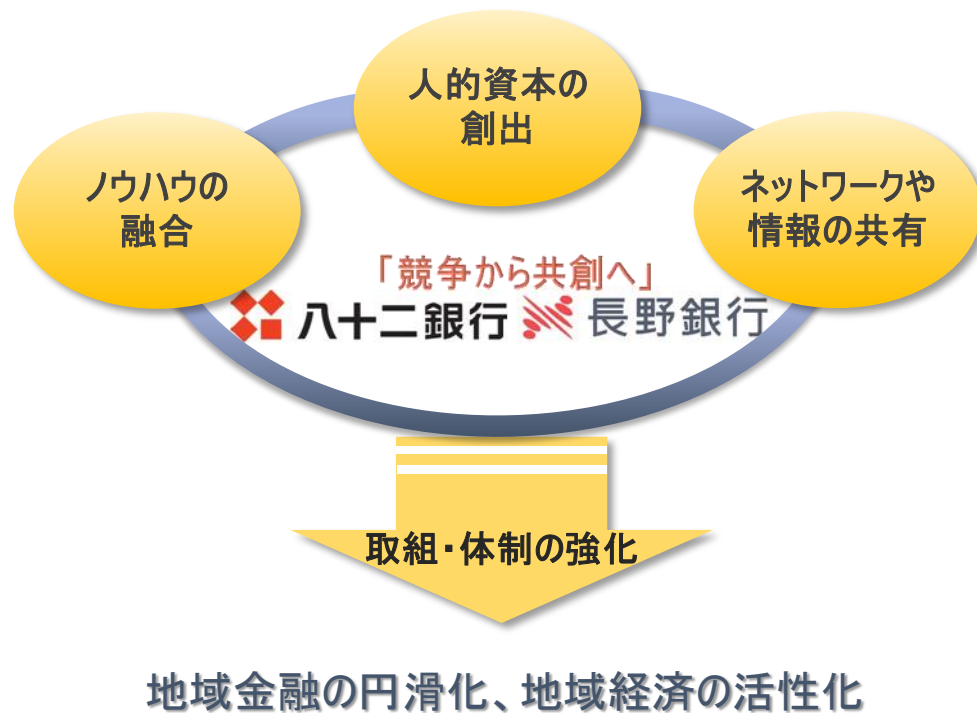 人的資本の
創出
ノウハウの
融合
ネットワークや
情報の共有
「競争から共創へ」
八十二銀行 長野銀行
取組・体制の強化
地域金融の円滑化、地域経済の活性化